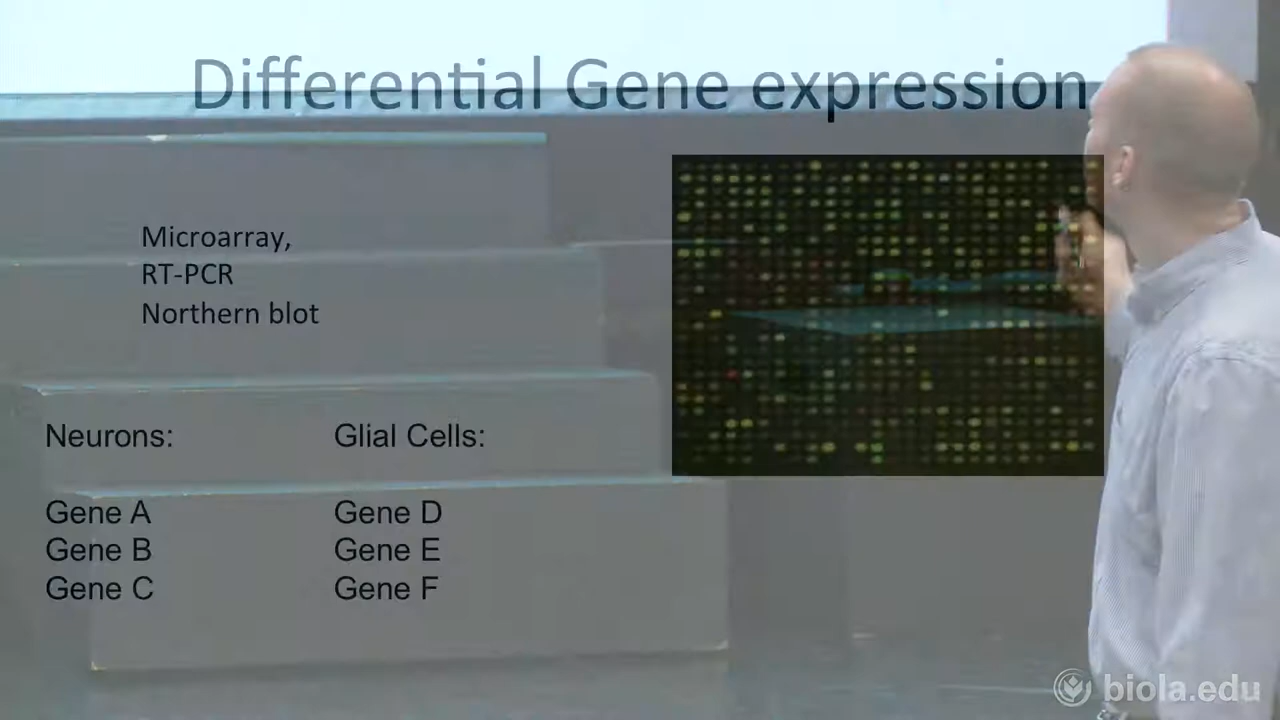 Differential Gene expression
Microarray,
RT-PCR
Northern blot
Neurons:
Glial Cells:
Gene A
Gene D
Gene B
Gene E
Gene C
Gene F
biola.edu